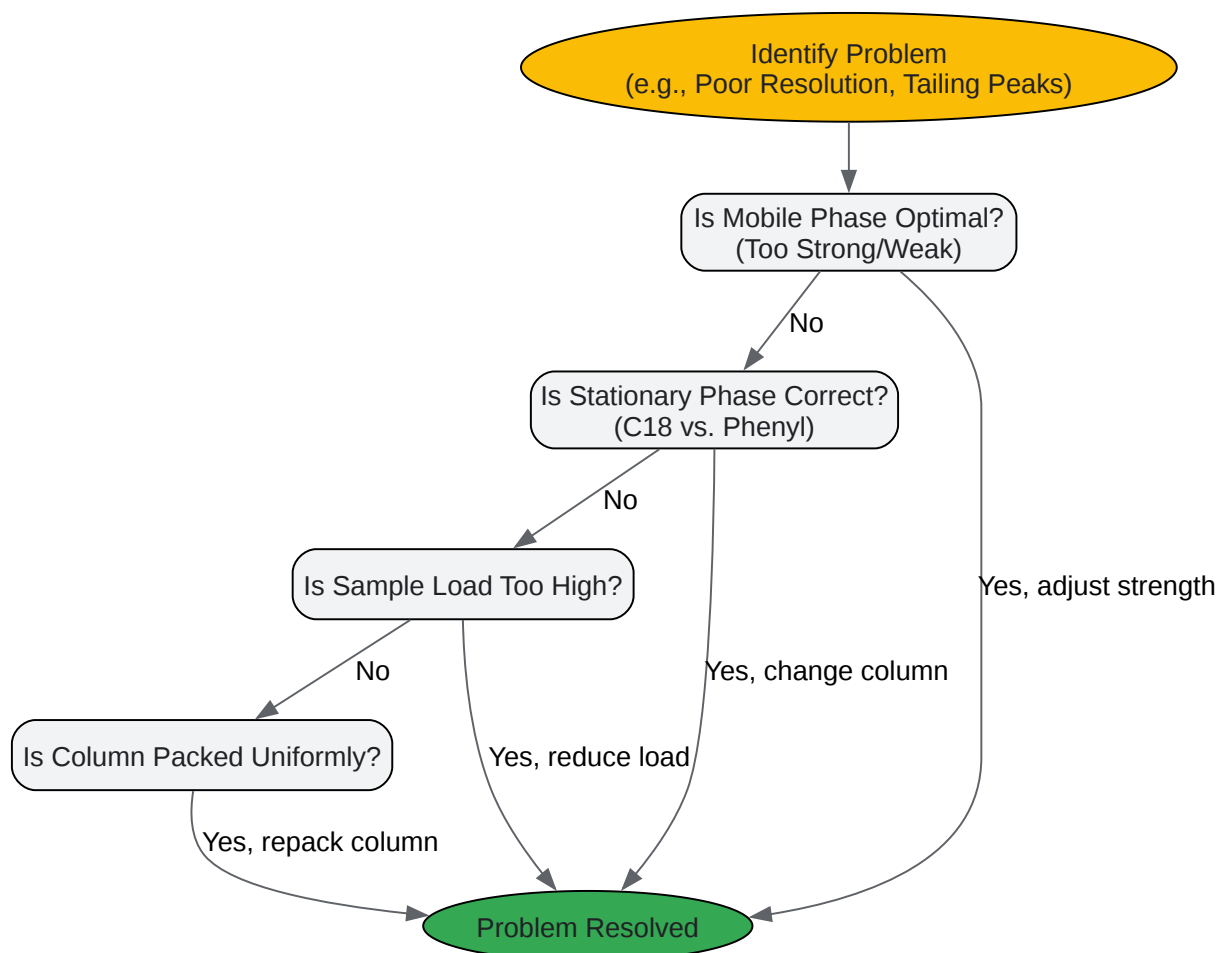 Identify Problem
(e.g., Poor Resolution, Tailing Peaks)
Is Mobile Phase Optimal?
(Too Strong/Weak)
No
Is Stationary Phase Correct?
(C18 vs. Phenyl)
No
Is Sample Load Too High?
Yes, adjust strength
No
Yes, change column
Is Column Packed Uniformly?
Yes, reduce load
Yes, repack column
Problem Resolved